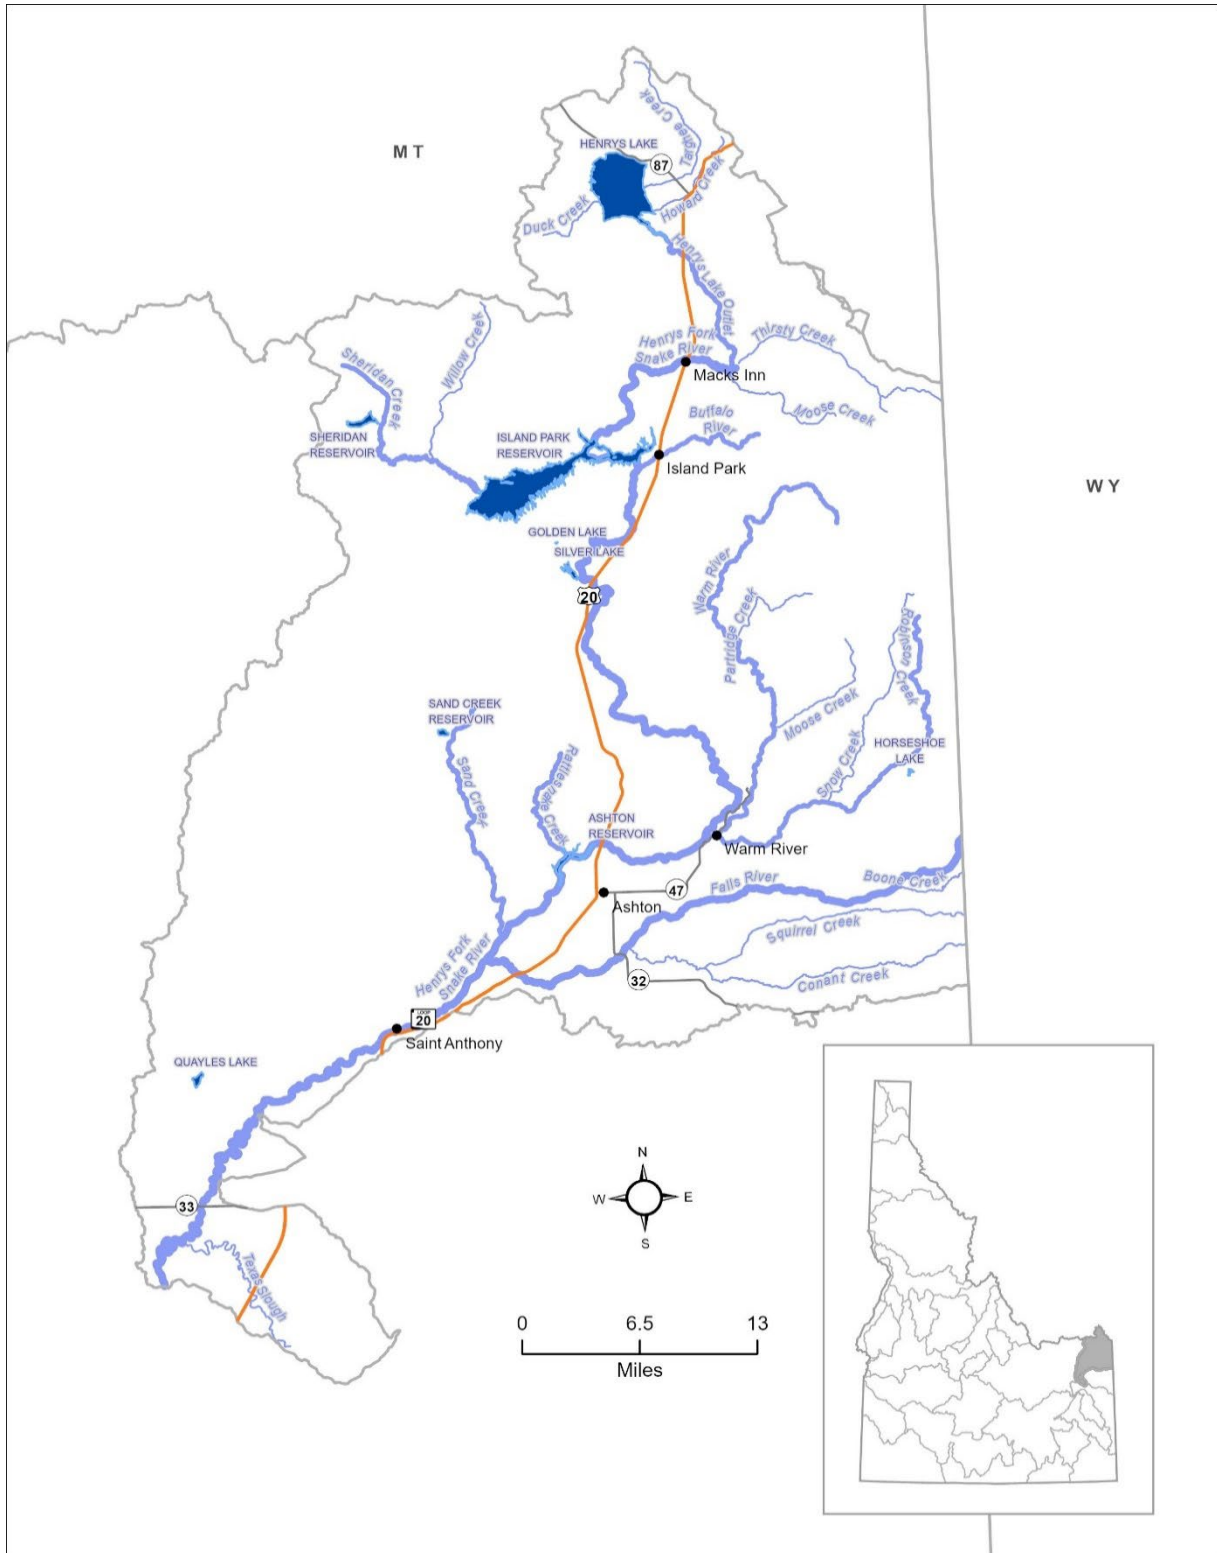 MT
HENRYS LAKE
Targhee Creek
87
Howard Creek
Duck Creek
Henrys Lake Outlet
Henrys Fork
Snake River
Thirsty Creek
Macks Inn
Moose Creek
Sheridan Creek
Willow Creek
SHERIDAN
RESERVOIR
ISLAND PARK
RESERVOIR
Buffalo
River
Island Park
WY
GOLDEN LAKE
SILVER LAKE
20
Warm River
Partridge Creek
Robinson Creek
Moose Creek
Snow Creek
HORSESHOE
LAKE
SAND CREEK
RESERVOIR
Sand Creek
Rattlesnake Creek
ASHTON
RESERVOIR
Warm River
47
Ashton
Falls River
Boone Creek
Squirrel Creek
Conant Creek
32
Henrys Fork
Snake River
LOOP
20
Saint Anthony
QUAYLES LAKE
33
Texas Slough
N
W
E
S
0
6.5
13
Miles